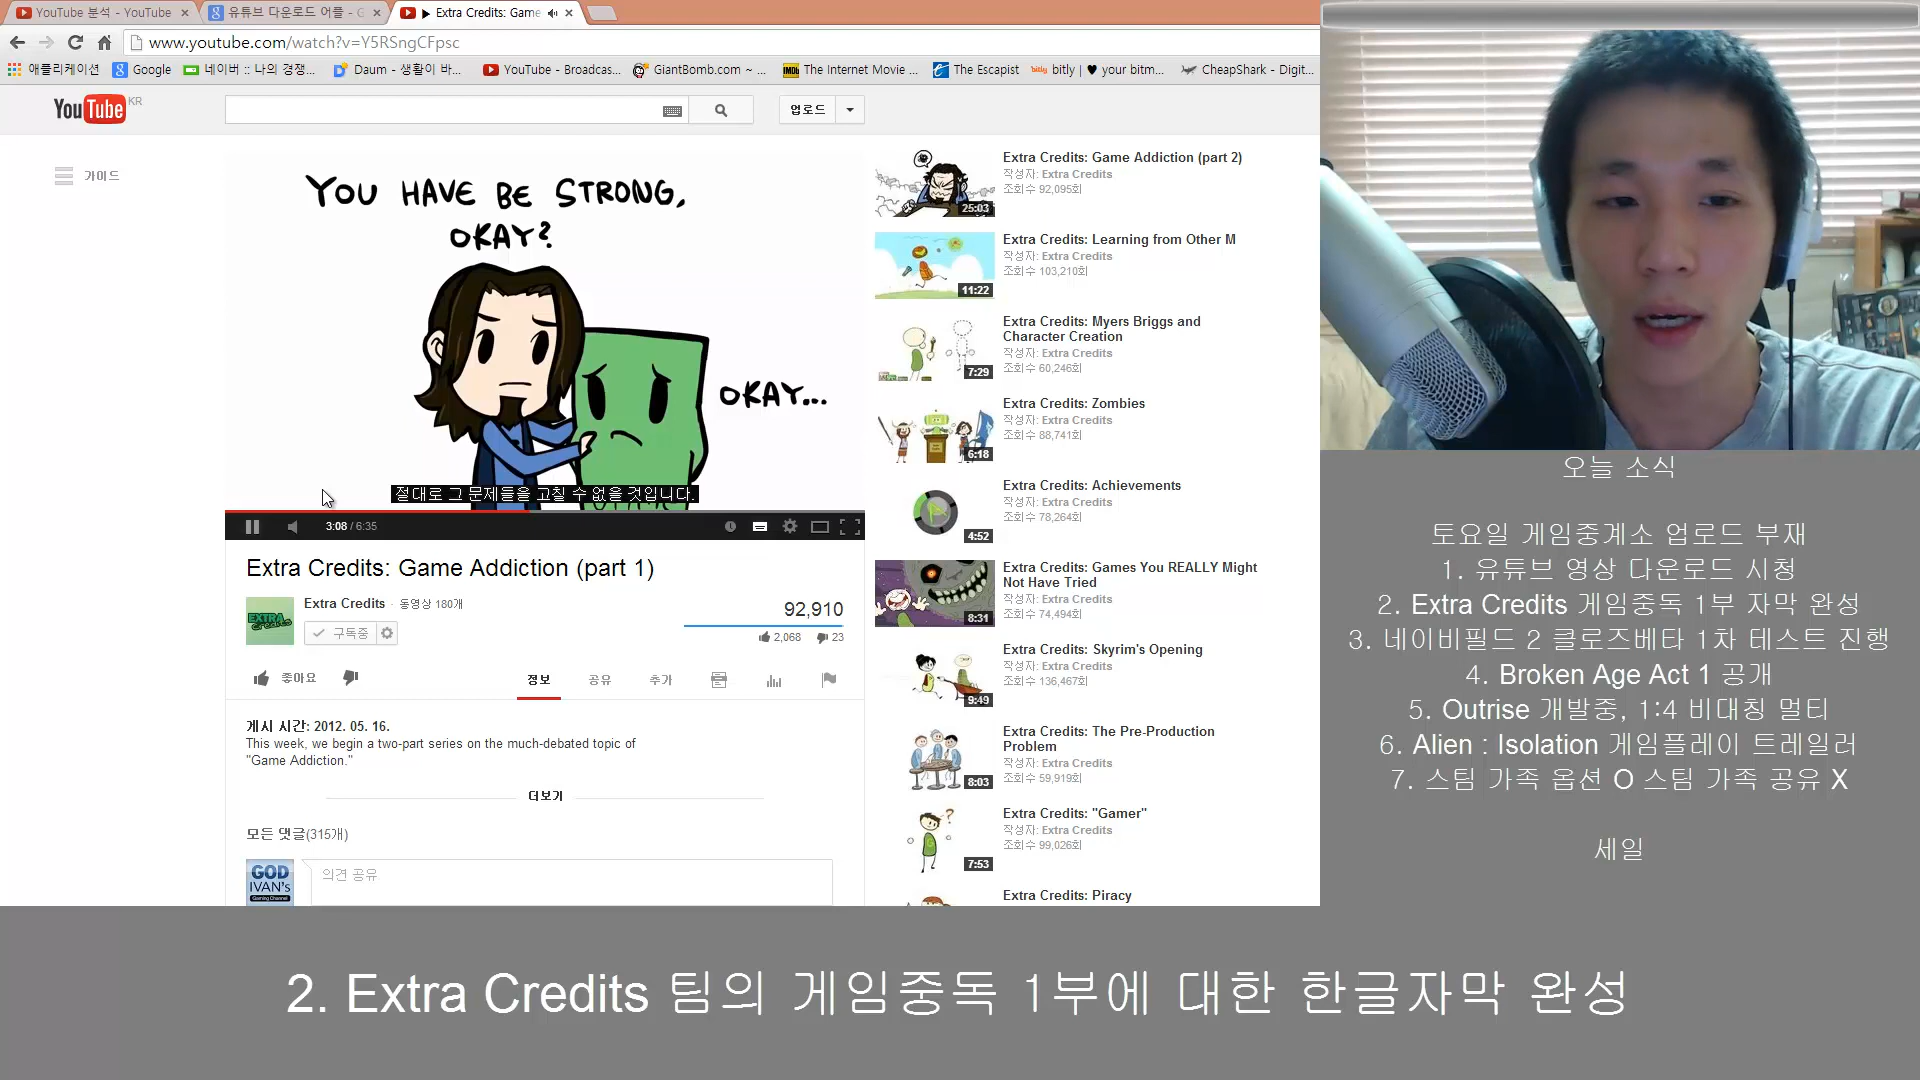 YouTube 분석 - YouTube
유튜브 다운로드 어플 - G
Extra Credits: Game
www.youtube.com/watch?v=Y5RSngCFpsc
애플리케이션
Google
네이버 :: 나의 경쟁...
Daum - 생활이 바...
YouTube - Broadcas...
GiantBomb.com ~ ...
The Internet Movie ...
The Escapist
bitly | ♥ your bitm...
CheapShark - Digit...
YouTube KR
업로드
가이드
YOU HAVE BE STRONG,
OKAY?
OKAY...
절대로 그 문제들을 고칠 수 없을 것입니다.
3:08 / 6:35
Extra Credits: Game Addiction (part 1)
EXTRA credits
Extra Credits · 동영상 180개
구독중
92,910
2,068 23
좋아요
정보 공유 추가
게시 시간: 2012. 05. 16.
This week, we begin a two-part series on the much-debated topic of
"Game Addiction."
더보기
모든 댓글(315개)
GOD
IVAN's
Gaming Channel
의견 공유
Extra Credits: Game Addiction (part 2)
작성자: Extra Credits
조회수 92,095회
25:03
Extra Credits: Learning from Other M
작성자: Extra Credits
조회수 103,210회
11:22
Extra Credits: Myers Briggs and
Character Creation
작성자: Extra Credits
조회수 60,246회
7:29
Extra Credits: Zombies
작성자: Extra Credits
조회수 88,741회
6:18
Extra Credits: Achievements
작성자: Extra Credits
조회수 78,264회
4:52
Extra Credits: Games You REALLY Might
Not Have Tried
작성자: Extra Credits
조회수 74,494회
8:31
Extra Credits: Skyrim's Opening
작성자: Extra Credits
조회수 136,467회
9:49
Extra Credits: The Pre-Production
Problem
작성자: Extra Credits
조회수 59,919회
8:03
Extra Credits: "Gamer"
작성자: Extra Credits
조회수 99,026회
7:53
Extra Credits: Piracy
오늘 소식
토요일 게임중계소 업로드 부재
1. 유튜브 영상 다운로드 시청
2. Extra Credits 게임중독 1부 자막 완성
3. 네이비필드 2 클로즈베타 1차 테스트 진행
4. Broken Age Act 1 공개
5. Outrise 개발중, 1:4 비대칭 멀티
6. Alien : Isolation 게임플레이 트레일러
7. 스팀 가족 옵션 O 스팀 가족 공유 X
세일
2. Extra Credits 팀의 게임중독 1부에 대한 한글자막 완성